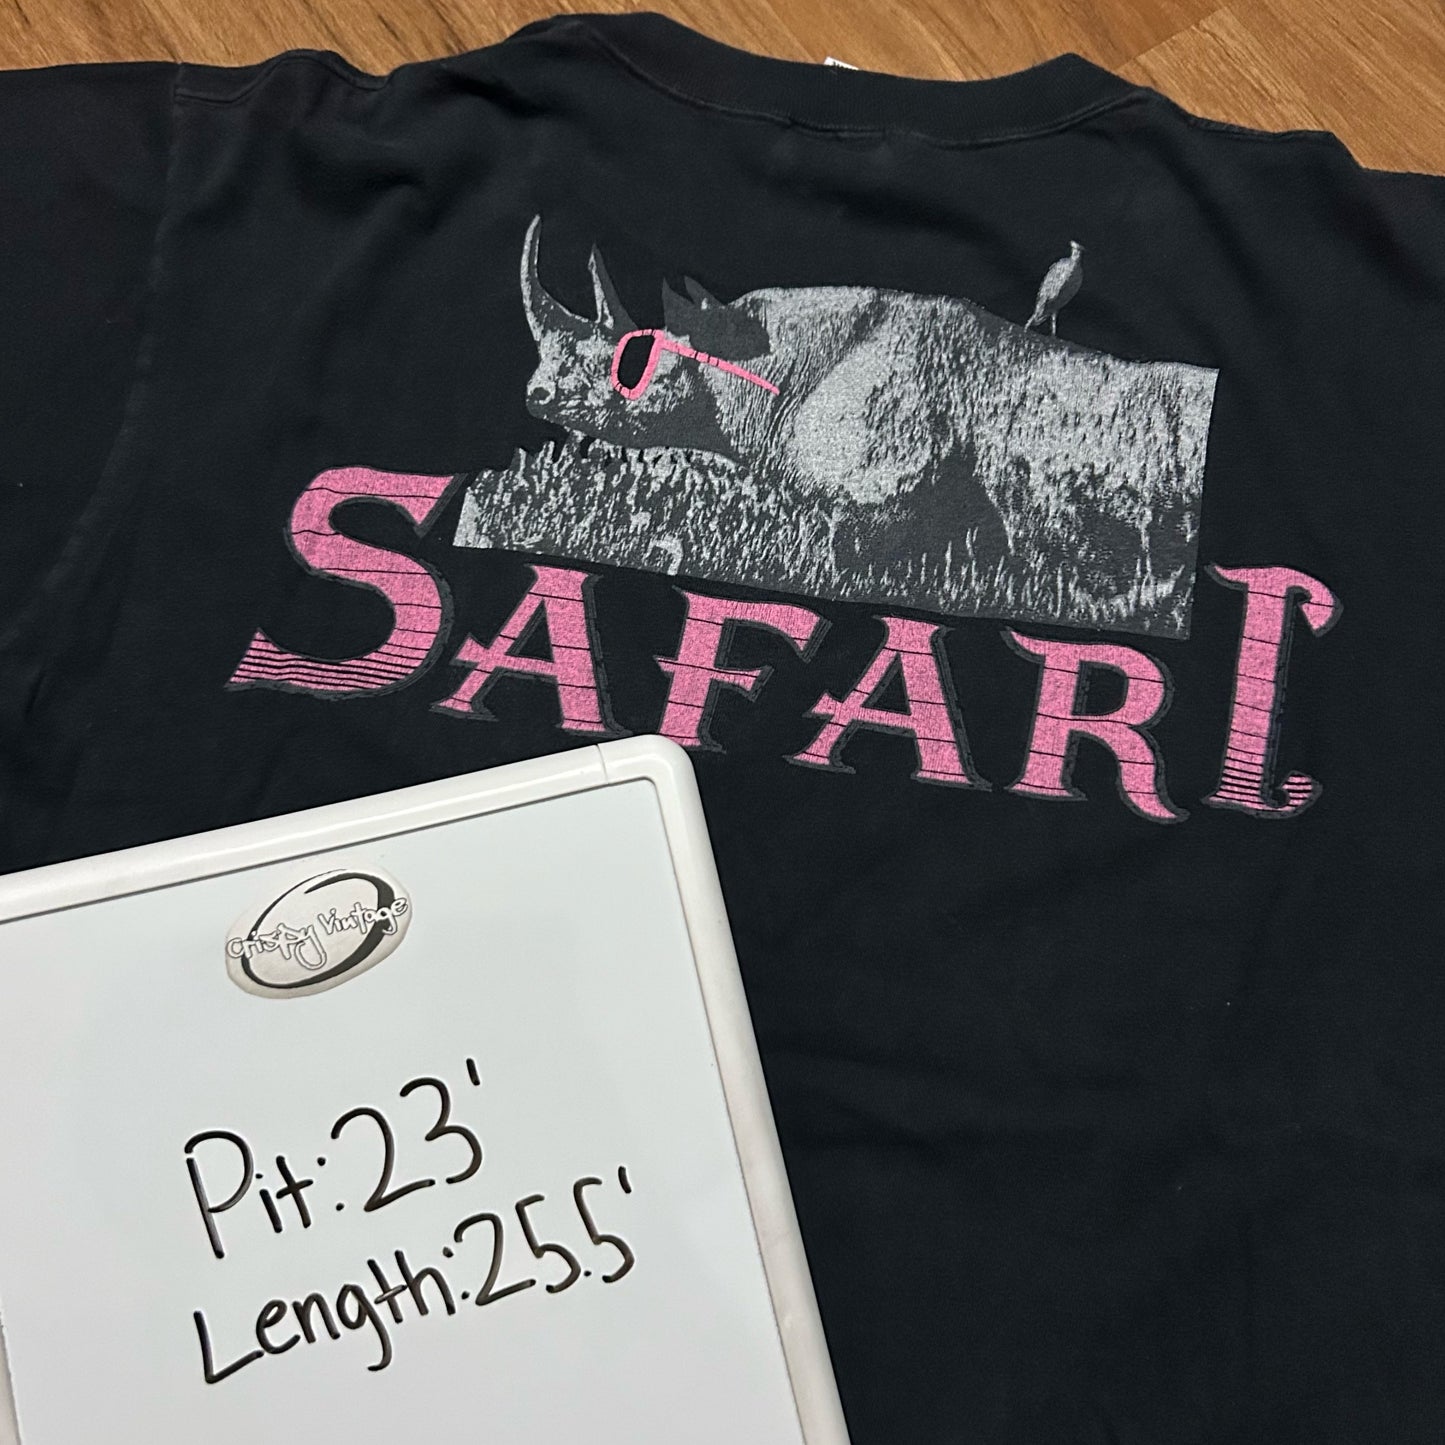 SAFARI
Crispy Vintage
Pit: 23'
Length: 25.5'